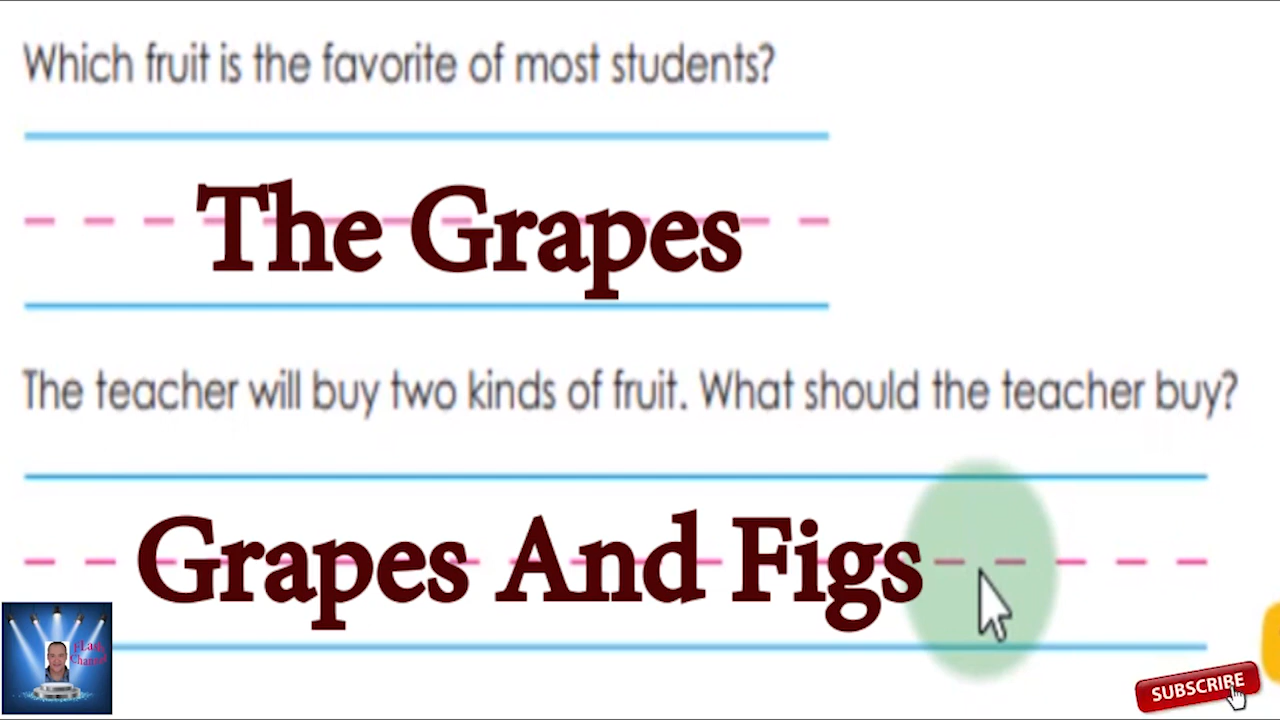 Which fruit is the favorite of most students?
The Grapes
The teacher will buy two kinds of fruit. What should the teacher buy?
Grapes And Figs
Channel
SUBSCRIBE